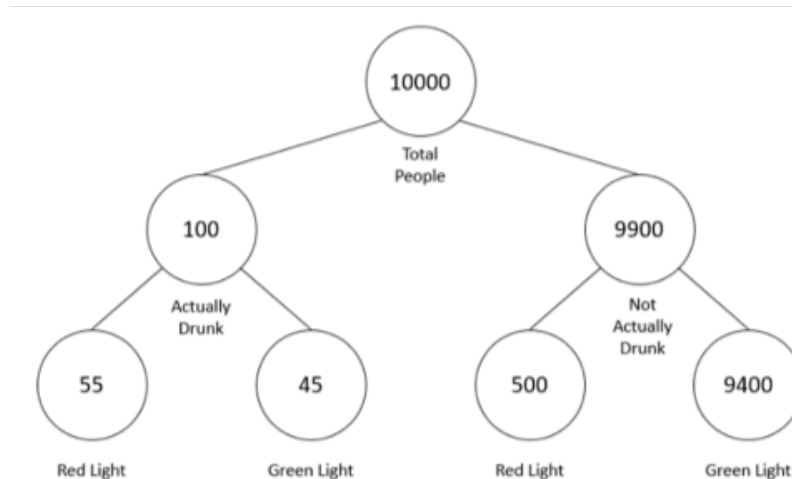 10000
Total
People
100
9900
Actually
Drunk
Not
Actually
Drunk
55
45
500
9400
Red Light
Green Light
Red Light
Green Light